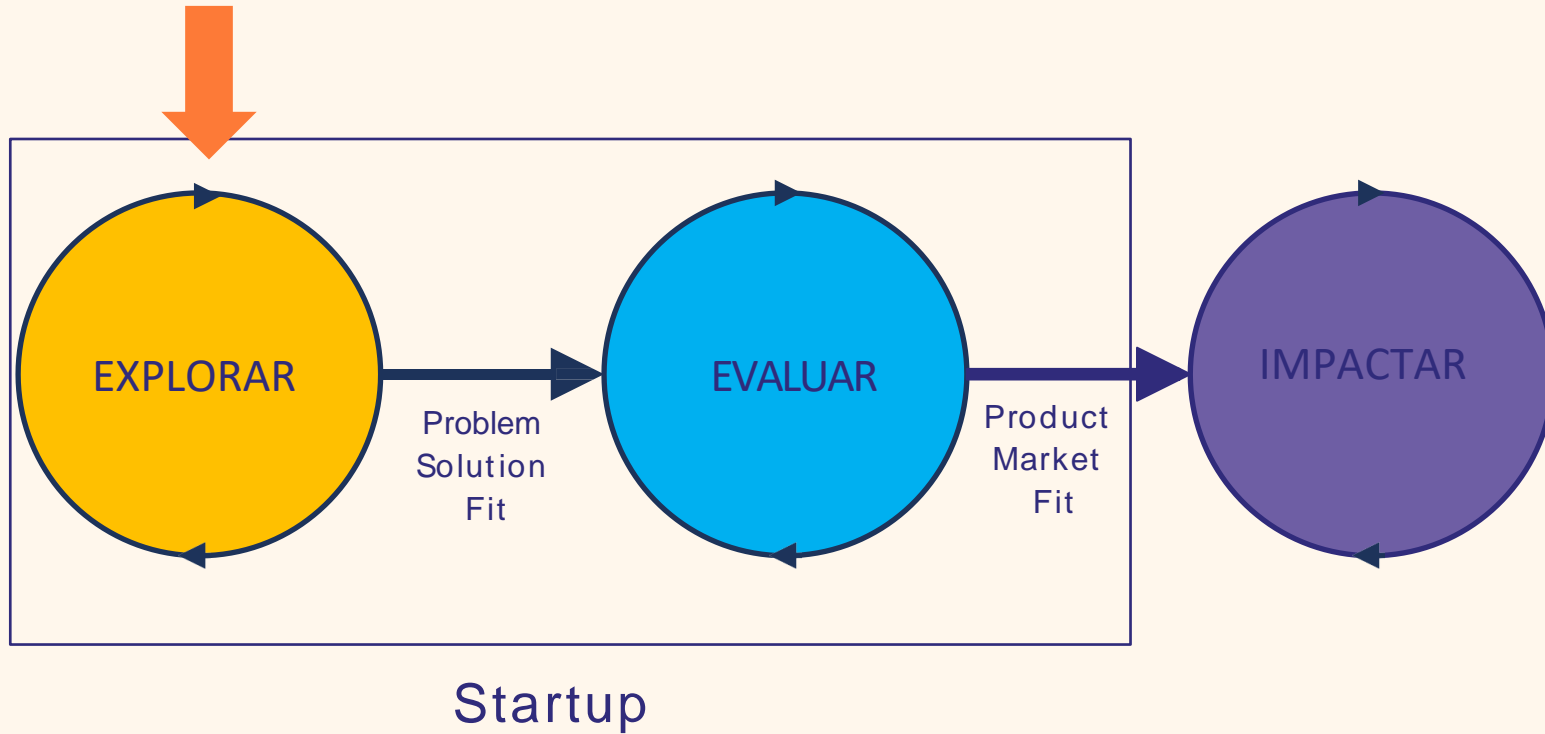 EXPLORAR
Problem
Solution
Fit
EVALUAR
Product
Market
Fit
IMPACTAR
Startup